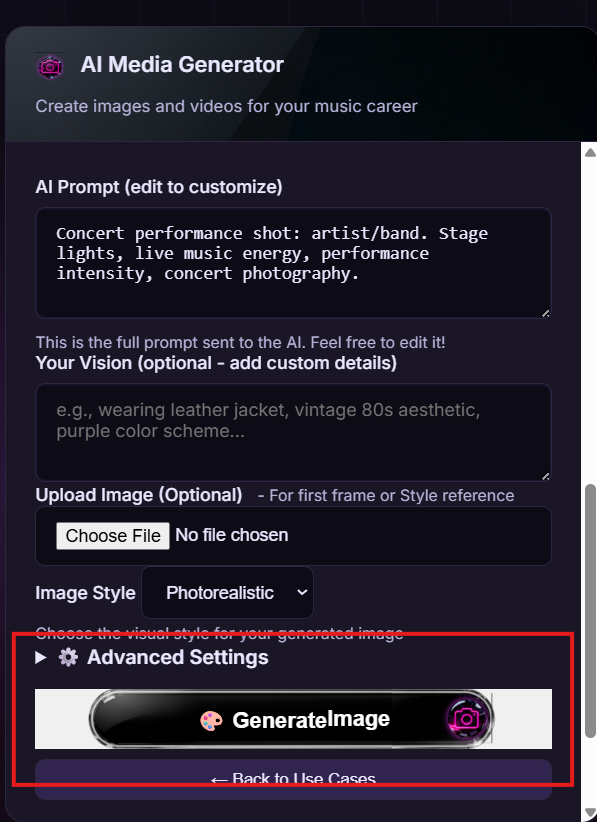 AI Media Generator
Create images and videos for your music career
AI Prompt (edit to customize)
Concert performance shot: artist/band. Stage
lights, live music energy, performance
intensity, concert photography.
This is the full prompt sent to the AI. Feel free to edit it!
Your Vision (optional - add custom details)
e.g., wearing leather jacket, vintage 80s aesthetic,
purple color scheme...
Upload Image (Optional) - For first frame or Style reference
Choose File No file chosen
Image Style Photorealistic
Choose the visual style for your generated image
▶ ⚙ Advanced Settings
🎨 GenerateImage
← Back to Use Cases